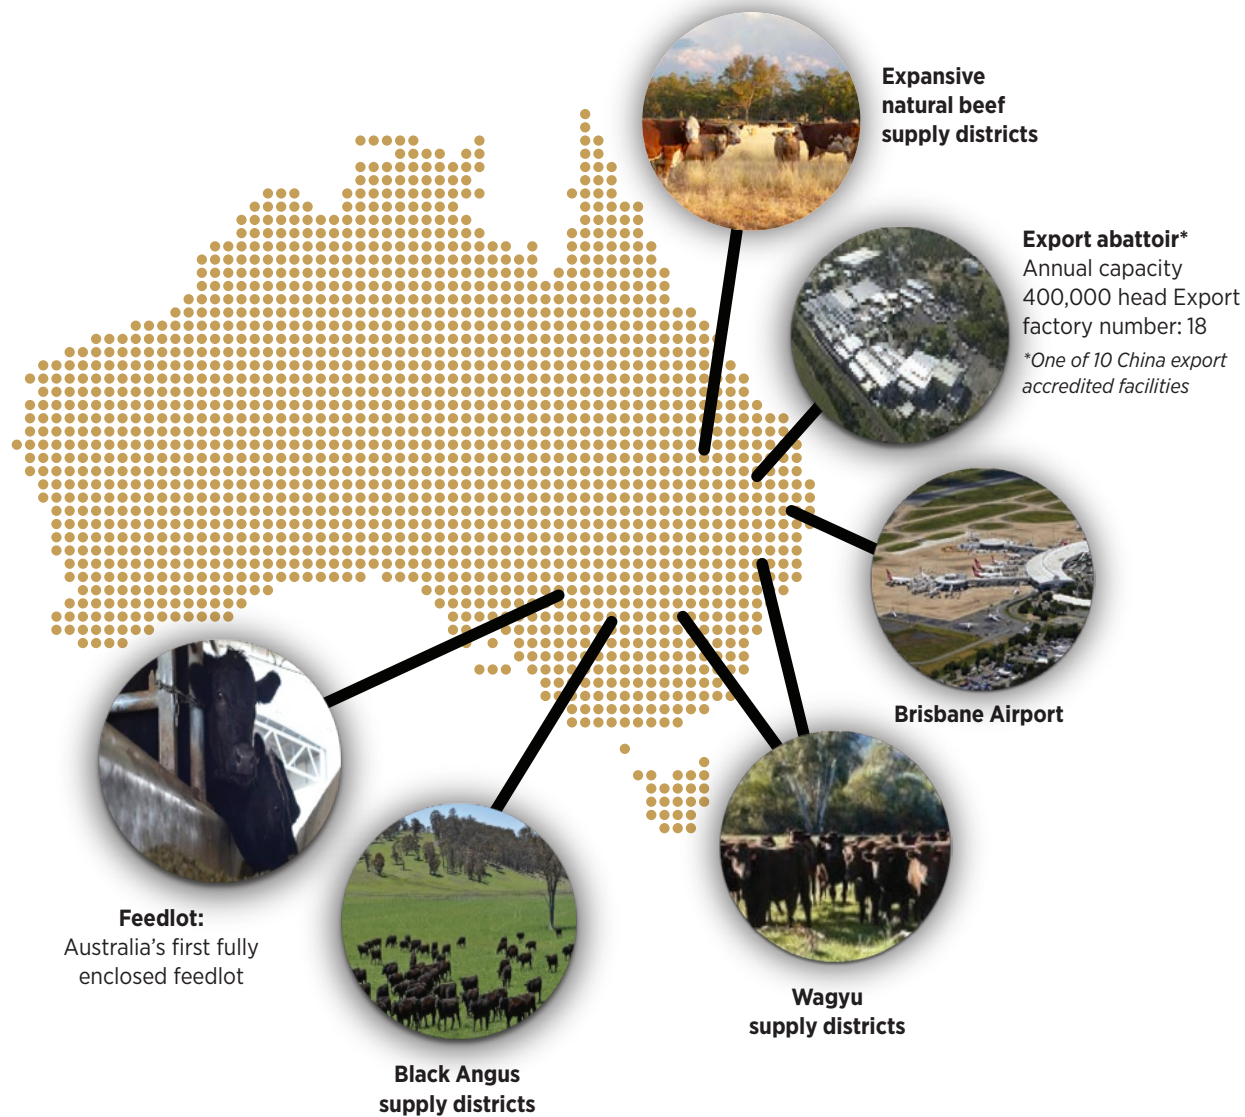 Expansive
natural beef
supply districts
Export abattoir*
Annual capacity
400,000 head Export
factory number: 18
*One of 10 China export
accredited facilities
Brisbane Airport
Feedlot:
Australia’s first fully
enclosed feedlot
Wagyu
supply districts
Black Angus
supply districts